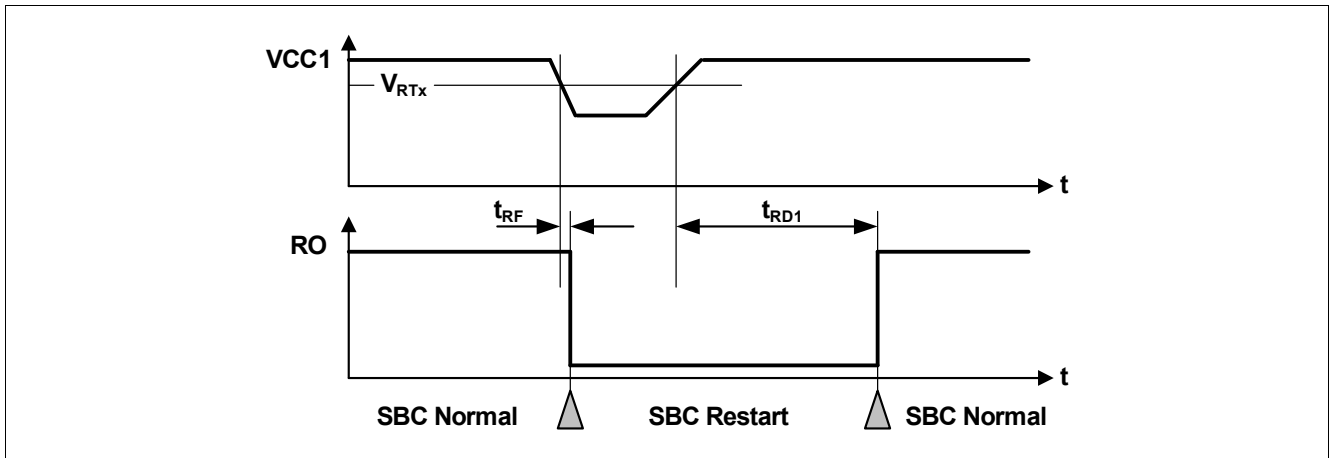 VCC1
VRTx
t
tRF
tRD1
RO
t
SBC Normal
SBC Restart
SBC Normal